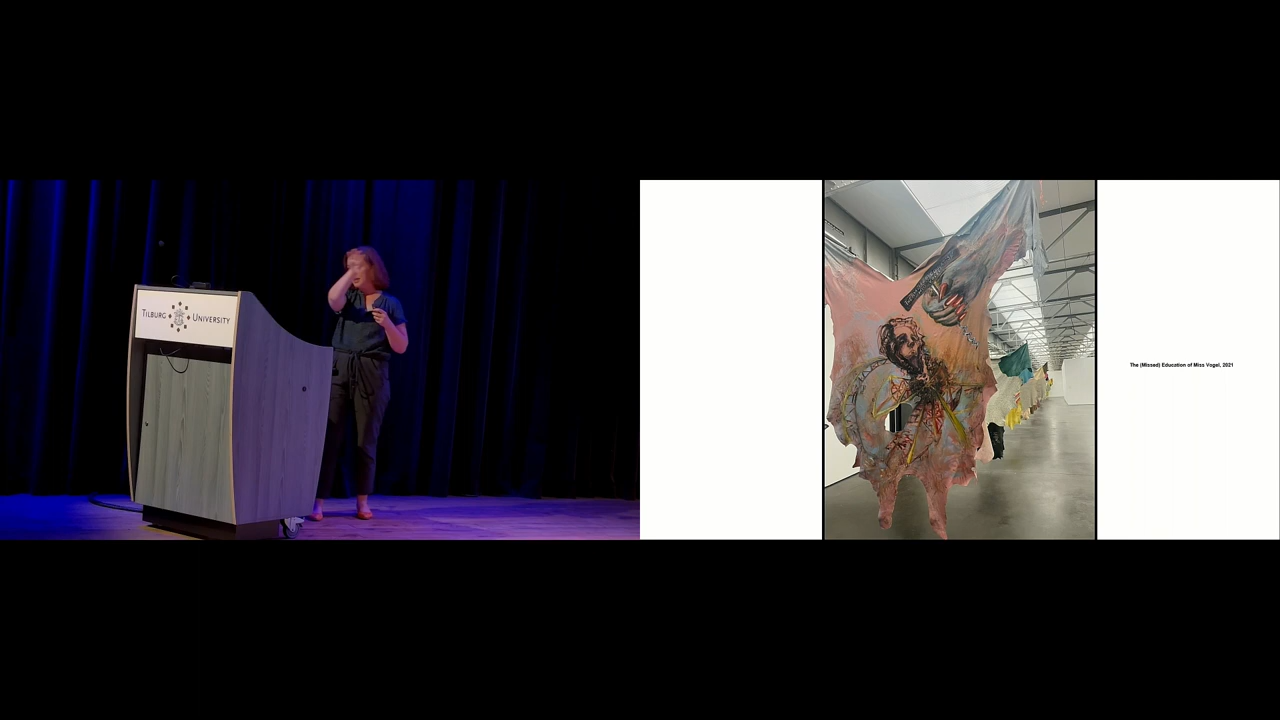 TILBURG UNIVERSITY
The (Missed) Education of Miss Vogel, 2021